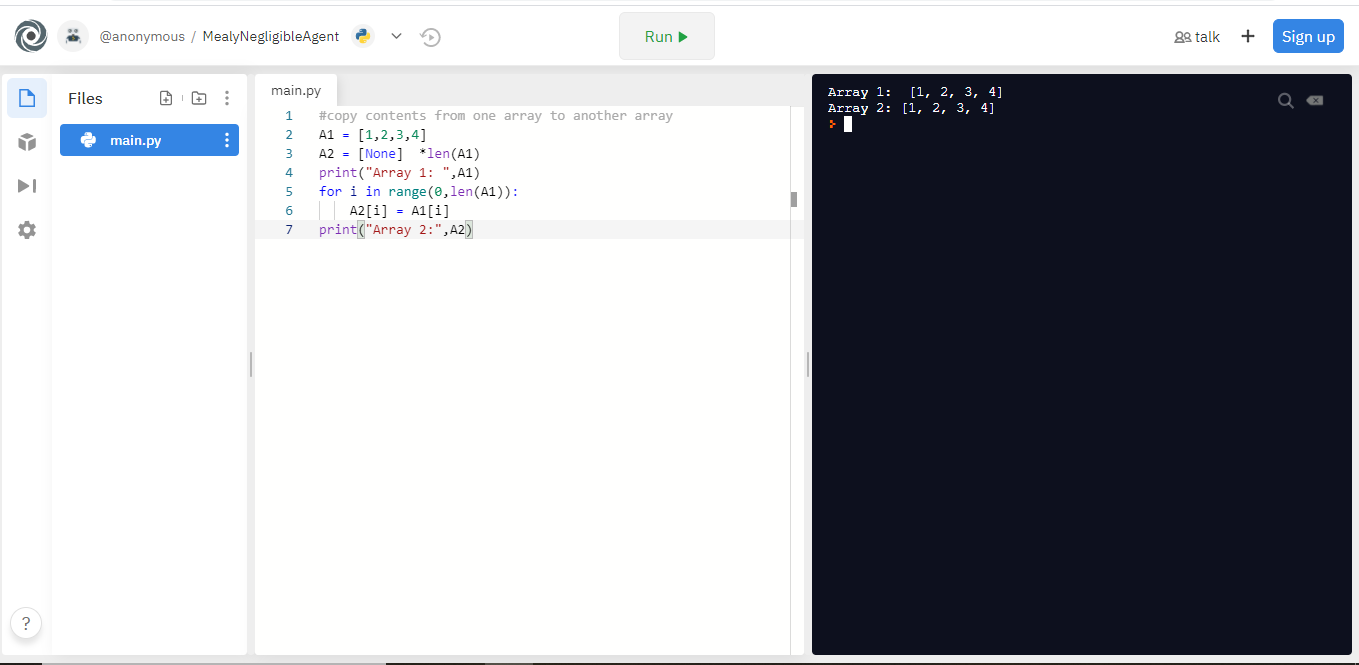 @anonymous / MealyNegligibleAgent
Run
talk
+
Sign up
Files
main.py
main.py
1 #copy contents from one array to another array
2 A1 = [1,2,3,4]
3 A2 = [None]  *len(A1)
4 print("Array 1: ",A1)
5 for i in range(0,len(A1)):
6     A2[i] = A1[i]
7 print("Array 2:",A2)
Array 1:  [1, 2, 3, 4]
Array 2: [1, 2, 3, 4]
?